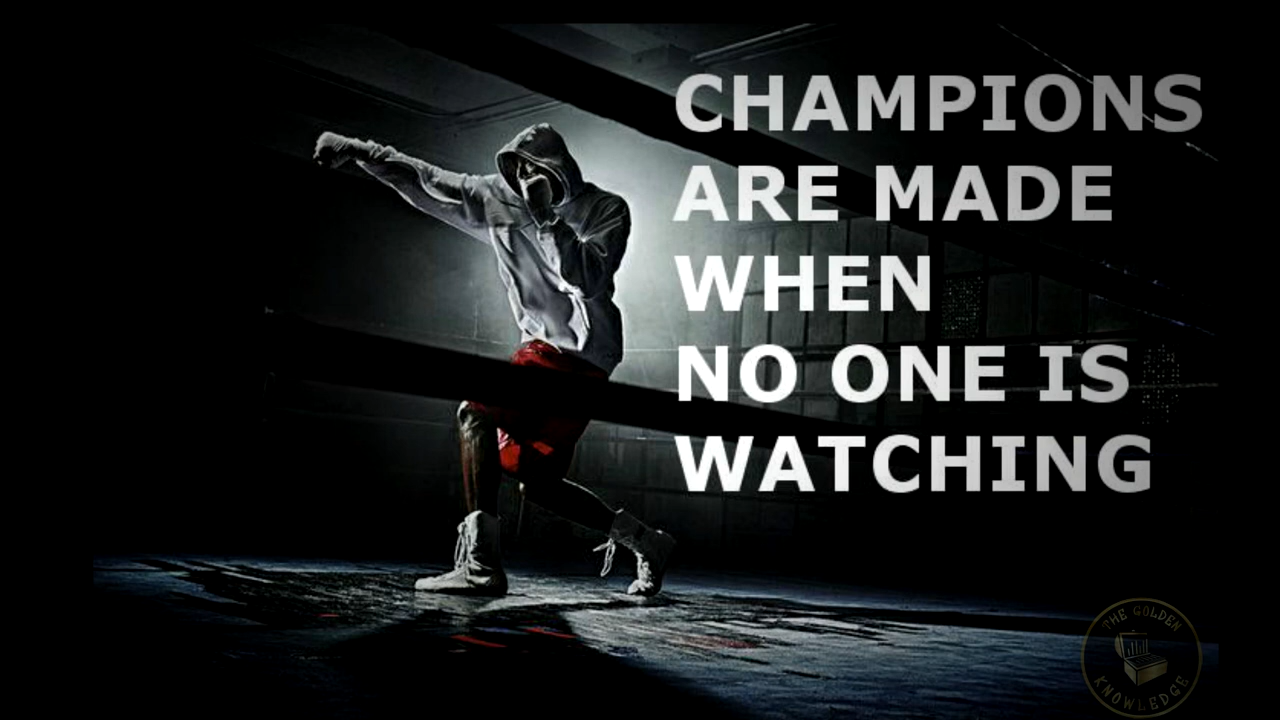 CHAMPIONS
ARE MADE
WHEN
NO ONE IS
WATCHING
THE GOLDEN
KNOWLEDGE